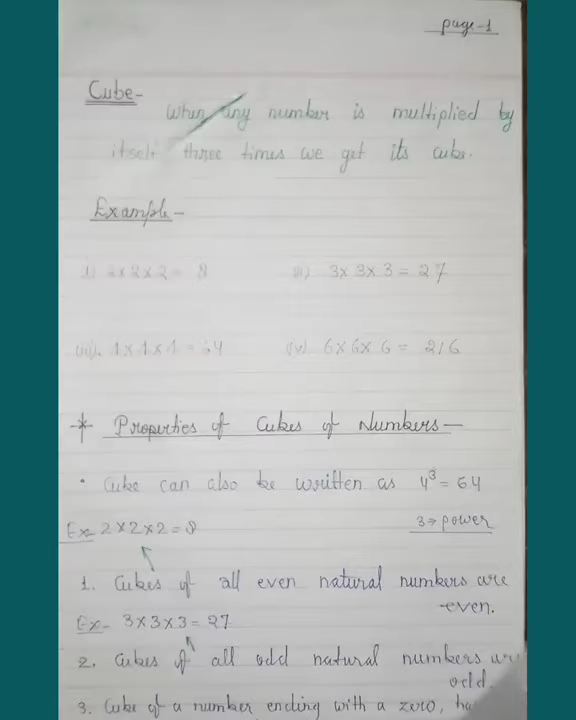 page-1
Cube-
When any number is multiplied by
itself three times we get its cube.
Example-
i) 2×2×2 = 8 ii) 3×3×3 = 27
(iii). 4×4×4 = 64 (iv). 6×6×6 = 216
* Properties of Cubes of Numbers-
• Cube can also be written as 4³ = 64
Ex- 2×2×2=8 3⇒power
1. Cubes of all even natural numbers are
-even.
Ex- 3×3×3=27
2. Cubes of all odd natural numbers
odd.
3. Cube of a number ending with a zero,